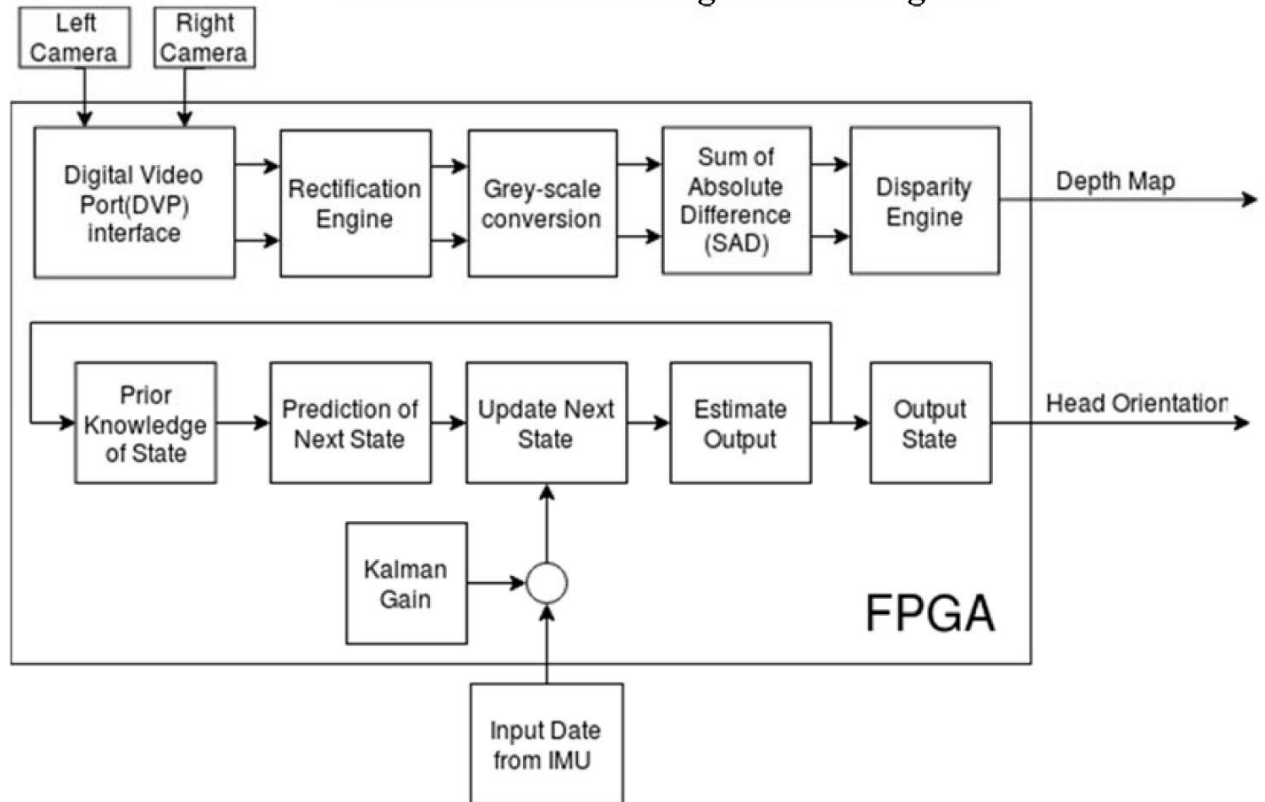 Left
Camera
Right
Camera
Digital Video
Port(DVP)
interface
Rectification
Engine
Grey-scale
conversion
Sum of
Absolute
Difference
(SAD)
Disparity
Engine
Depth Map
Prior
Knowledge
of State
Prediction of
Next State
Update Next
State
Estimate
Output
Output
State
Head Orientation
Kalman
Gain
FPGA
Input Date
from IMU